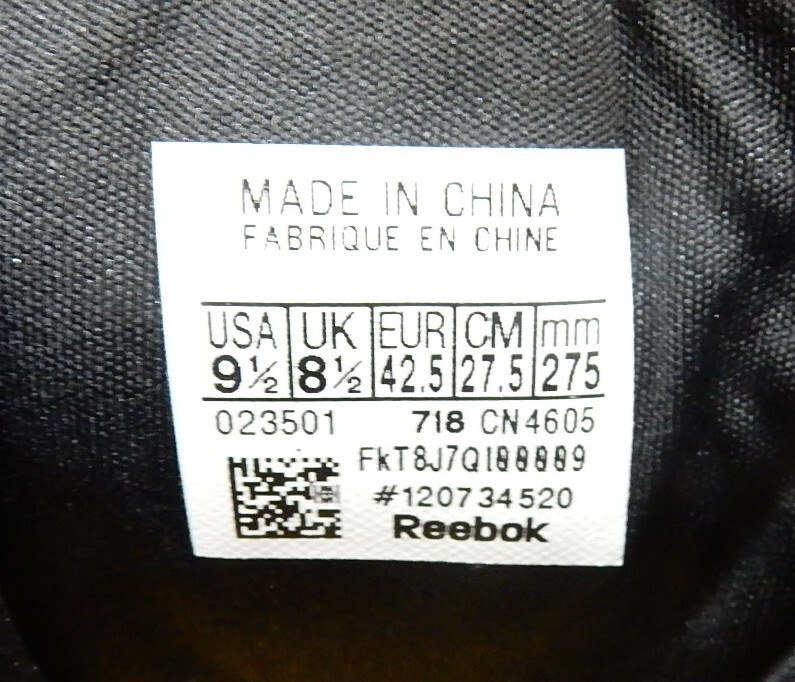 MADE IN CHINA
FABRIQUE EN CHINE
USA UK EUR CM mm
9½ 8½ 42.5 27.5 275
023501 718 CN4605
#120734520
Reebok